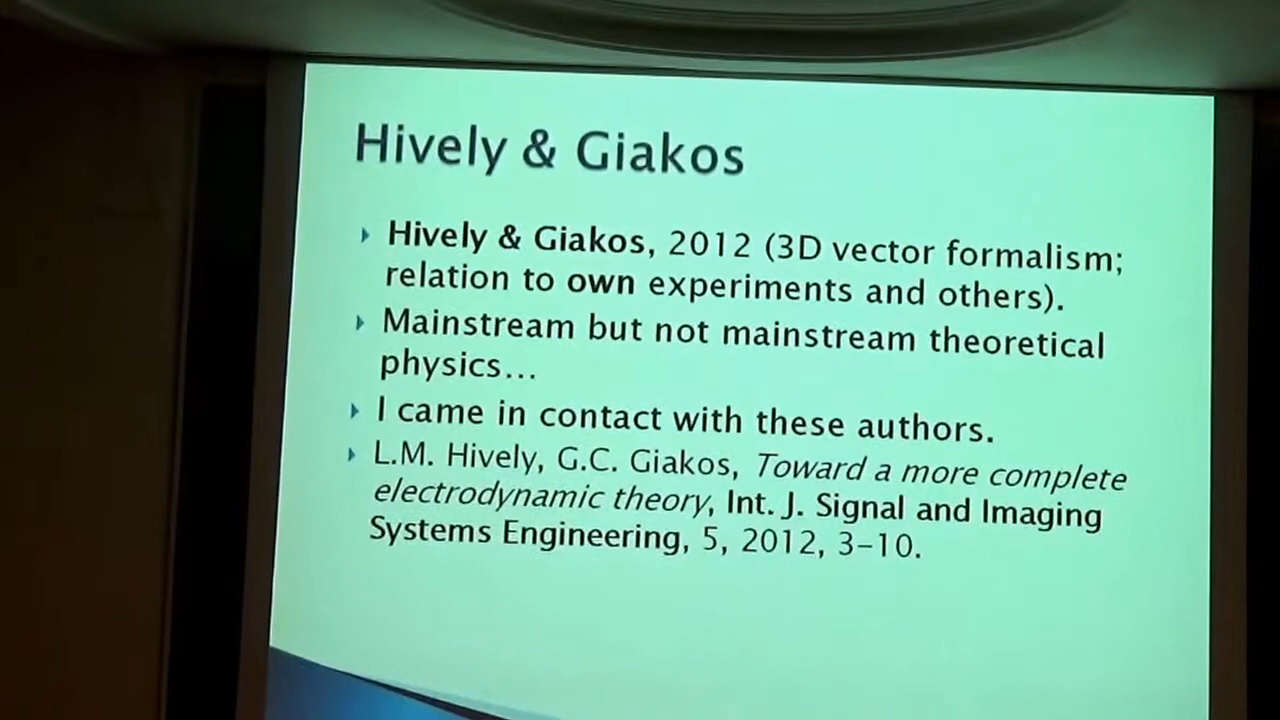 Hively & Giakos
Hively & Giakos, 2012 (3D vector formalism;
relation to own experiments and others).
Mainstream but not mainstream theoretical
physics...
I came in contact with these authors.
L.M. Hively, G.C. Giakos, Toward a more complete
electrodynamic theory, Int. J. Signal and Imaging
Systems Engineering, 5, 2012, 3-10.